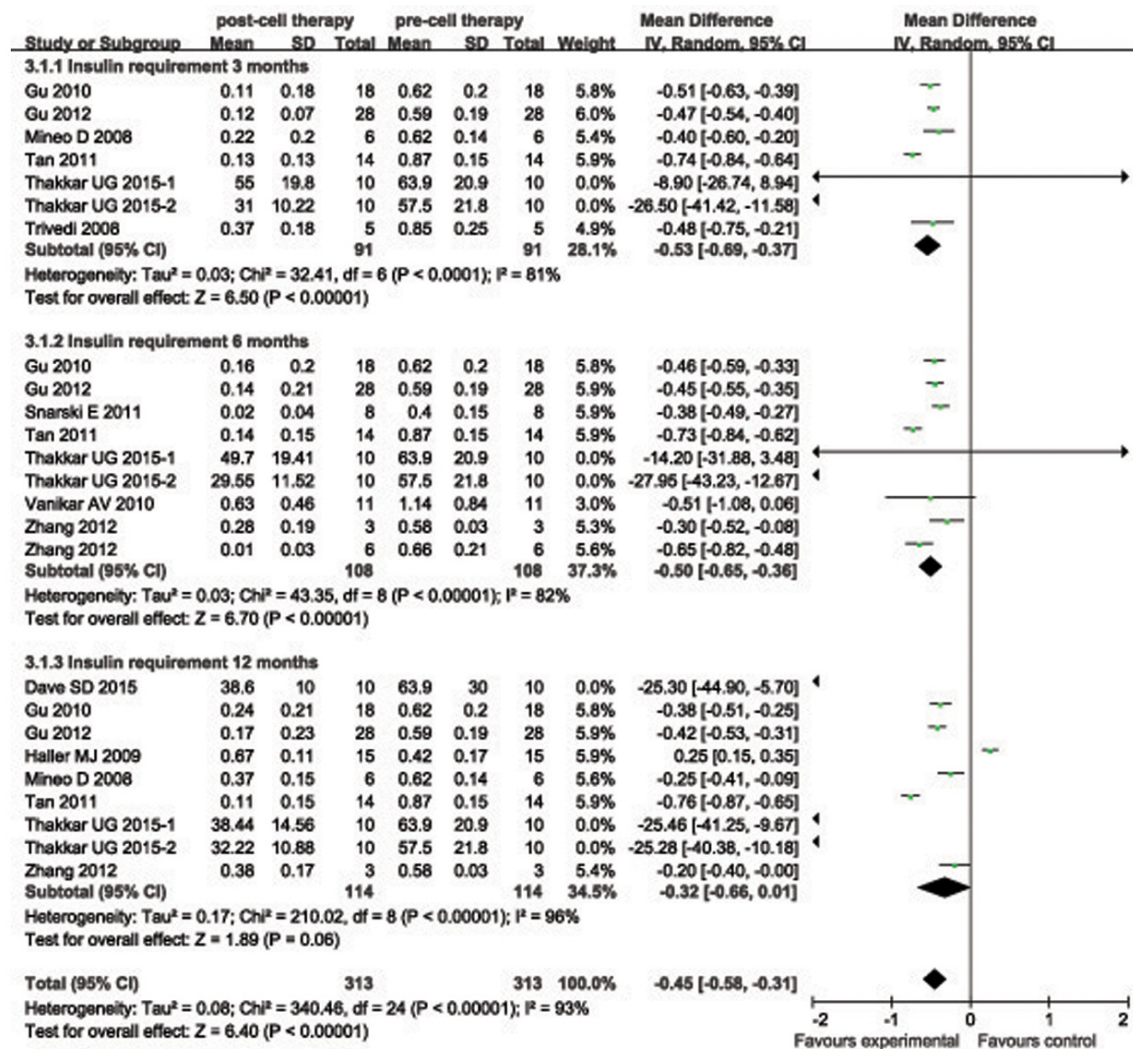 post-cell therapy pre-cell therapy Mean Difference Mean Difference
Study or Subgroup Mean SD Total Mean SD Total Weight IV, Random, 95% CI IV, Random, 95% CI
3.1.1 Insulin requirement 3 months
Gu 2010 0.11 0.18 18 0.62 0.2 18 5.8% -0.51 [-0.63, -0.39]
Gu 2012 0.12 0.07 28 0.59 0.19 28 6.0% -0.47 [-0.54, -0.40]
Mineo D 2008 0.22 0.2 6 0.62 0.14 6 5.4% -0.40 [-0.60, -0.20]
Tan 2011 0.13 0.13 14 0.87 0.15 14 5.9% -0.74 [-0.84, -0.64]
Thakkar UG 2015-1 55 19.8 10 63.9 20.9 10 0.0% -8.90 [-26.74, 8.94]
Thakkar UG 2015-2 31 10.22 10 57.5 21.8 10 0.0% -26.50 [-41.42, -11.58]
Trivedi 2008 0.37 0.18 5 0.85 0.25 5 4.9% -0.48 [-0.75, -0.21]
Subtotal (95% CI) 91 91 28.1% -0.53 [-0.69, -0.37]
Heterogeneity: Tau² = 0.03; Chi² = 32.41, df = 6 (P < 0.0001); I² = 81%
Test for overall effect: Z = 6.50 (P < 0.00001)
3.1.2 Insulin requirement 6 months
Gu 2010 0.16 0.2 18 0.62 0.2 18 5.8% -0.46 [-0.59, -0.33]
Gu 2012 0.14 0.21 28 0.59 0.19 28 5.9% -0.45 [-0.55, -0.35]
Snarski E 2011 0.02 0.04 8 0.4 0.15 8 5.9% -0.38 [-0.49, -0.27]
Tan 2011 0.14 0.15 14 0.87 0.15 14 5.9% -0.73 [-0.84, -0.62]
Thakkar UG 2015-1 49.7 19.41 10 63.9 20.9 10 0.0% -14.20 [-31.88, 3.48]
Thakkar UG 2015-2 29.55 11.52 10 57.5 21.8 10 0.0% -27.95 [-43.23, -12.67]
Vanikar AV 2010 0.63 0.46 11 1.14 0.84 11 3.0% -0.51 [-1.08, 0.06]
Zhang 2012 0.28 0.19 3 0.58 0.03 3 5.3% -0.30 [-0.52, -0.08]
Zhang 2012 0.01 0.03 6 0.66 0.21 6 5.6% -0.65 [-0.82, -0.48]
Subtotal (95% CI) 108 108 37.3% -0.50 [-0.65, -0.36]
Heterogeneity: Tau² = 0.03; Chi² = 43.35, df = 8 (P < 0.00001); I² = 82%
Test for overall effect: Z = 6.70 (P < 0.00001)
3.1.3 Insulin requirement 12 months
Dave SD 2015 38.6 10 10 63.9 30 10 0.0% -25.30 [-44.90, -5.70]
Gu 2010 0.24 0.21 18 0.62 0.2 18 5.8% -0.38 [-0.51, -0.25]
Gu 2012 0.17 0.23 28 0.59 0.19 28 5.9% -0.42 [-0.53, -0.31]
Haller MJ 2009 0.67 0.11 15 0.42 0.17 15 5.9% 0.25 [0.15, 0.35]
Mineo D 2008 0.37 0.15 6 0.62 0.14 6 5.6% -0.25 [-0.41, -0.09]
Tan 2011 0.11 0.15 14 0.87 0.15 14 5.9% -0.76 [-0.87, -0.65]
Thakkar UG 2015-1 38.44 14.56 10 63.9 20.9 10 0.0% -25.46 [-41.25, -9.67]
Thakkar UG 2015-2 32.22 10.88 10 57.5 21.8 10 0.0% -25.28 [-40.38, -10.18]
Zhang 2012 0.38 0.17 3 0.58 0.03 3 5.4% -0.20 [-0.40, -0.00]
Subtotal (95% CI) 114 114 34.5% -0.32 [-0.66, 0.01]
Heterogeneity: Tau² = 0.17; Chi² = 210.02, df = 8 (P < 0.00001); I² = 96%
Test for overall effect: Z = 1.89 (P = 0.06)
Total (95% CI) 313 313 100.0% -0.45 [-0.58, -0.31]
Heterogeneity: Tau² = 0.08; Chi² = 340.46, df = 24 (P < 0.00001); I² = 93%
Test for overall effect: Z = 6.40 (P < 0.00001)
-2 -1 0 1 2
Favours experimental Favours control